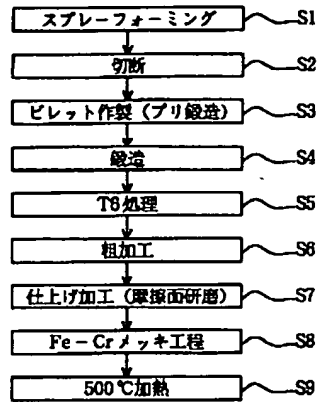 スプレーフォーミング S1
切断 S2
ビレット作製（プリ鍛造） S3
鍛造 S4
T6処理 S5
粗加工 S6
仕上げ加工（摩擦面研磨） S7
Fe－Crメッキ工程 S8
500℃加熱 S9